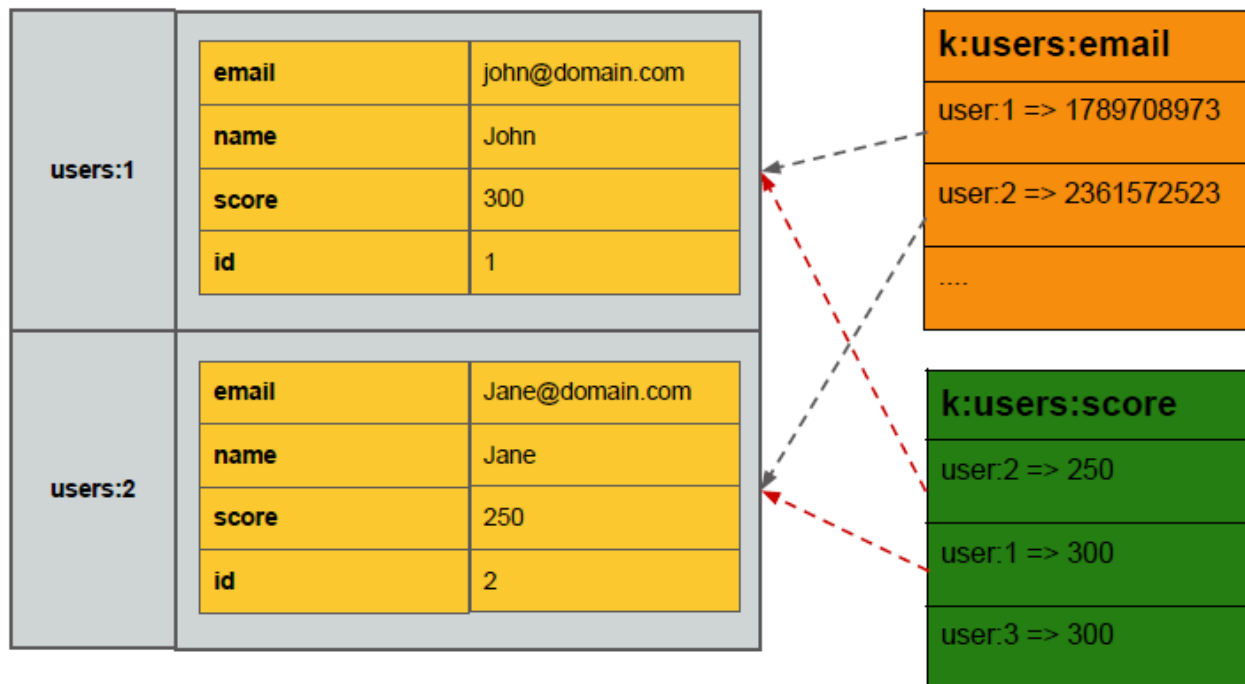 users:1
email john@domain.com
name John
score 300
id 1
users:2
email Jane@domain.com
name Jane
score 250
id 2
k:users:email
user:1 => 1789708973
user:2 => 2361572523
....
k:users:score
user:2 => 250
user:1 => 300
user:3 => 300